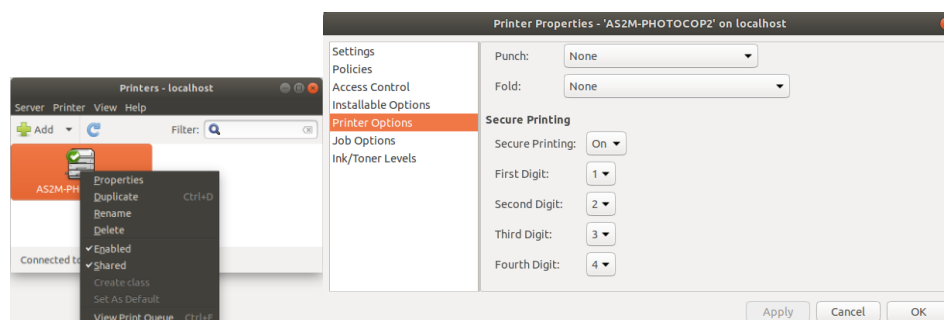 Printers - localhost
Server Printer View Help
Add
Filter:
AS2M-PH
Properties
Duplicate Ctrl+D
Rename
Delete
Enabled
Shared
Create class
Set As Default
View Print Queue Ctrl+F
Connected to
Printer Properties - 'AS2M-PHOTOCOP2' on localhost
Settings
Policies
Access Control
Installable Options
Printer Options
Job Options
Ink/Toner Levels
Punch: None
Fold: None
Secure Printing
Secure Printing: On
First Digit: 1
Second Digit: 2
Third Digit: 3
Fourth Digit: 4
Apply Cancel OK